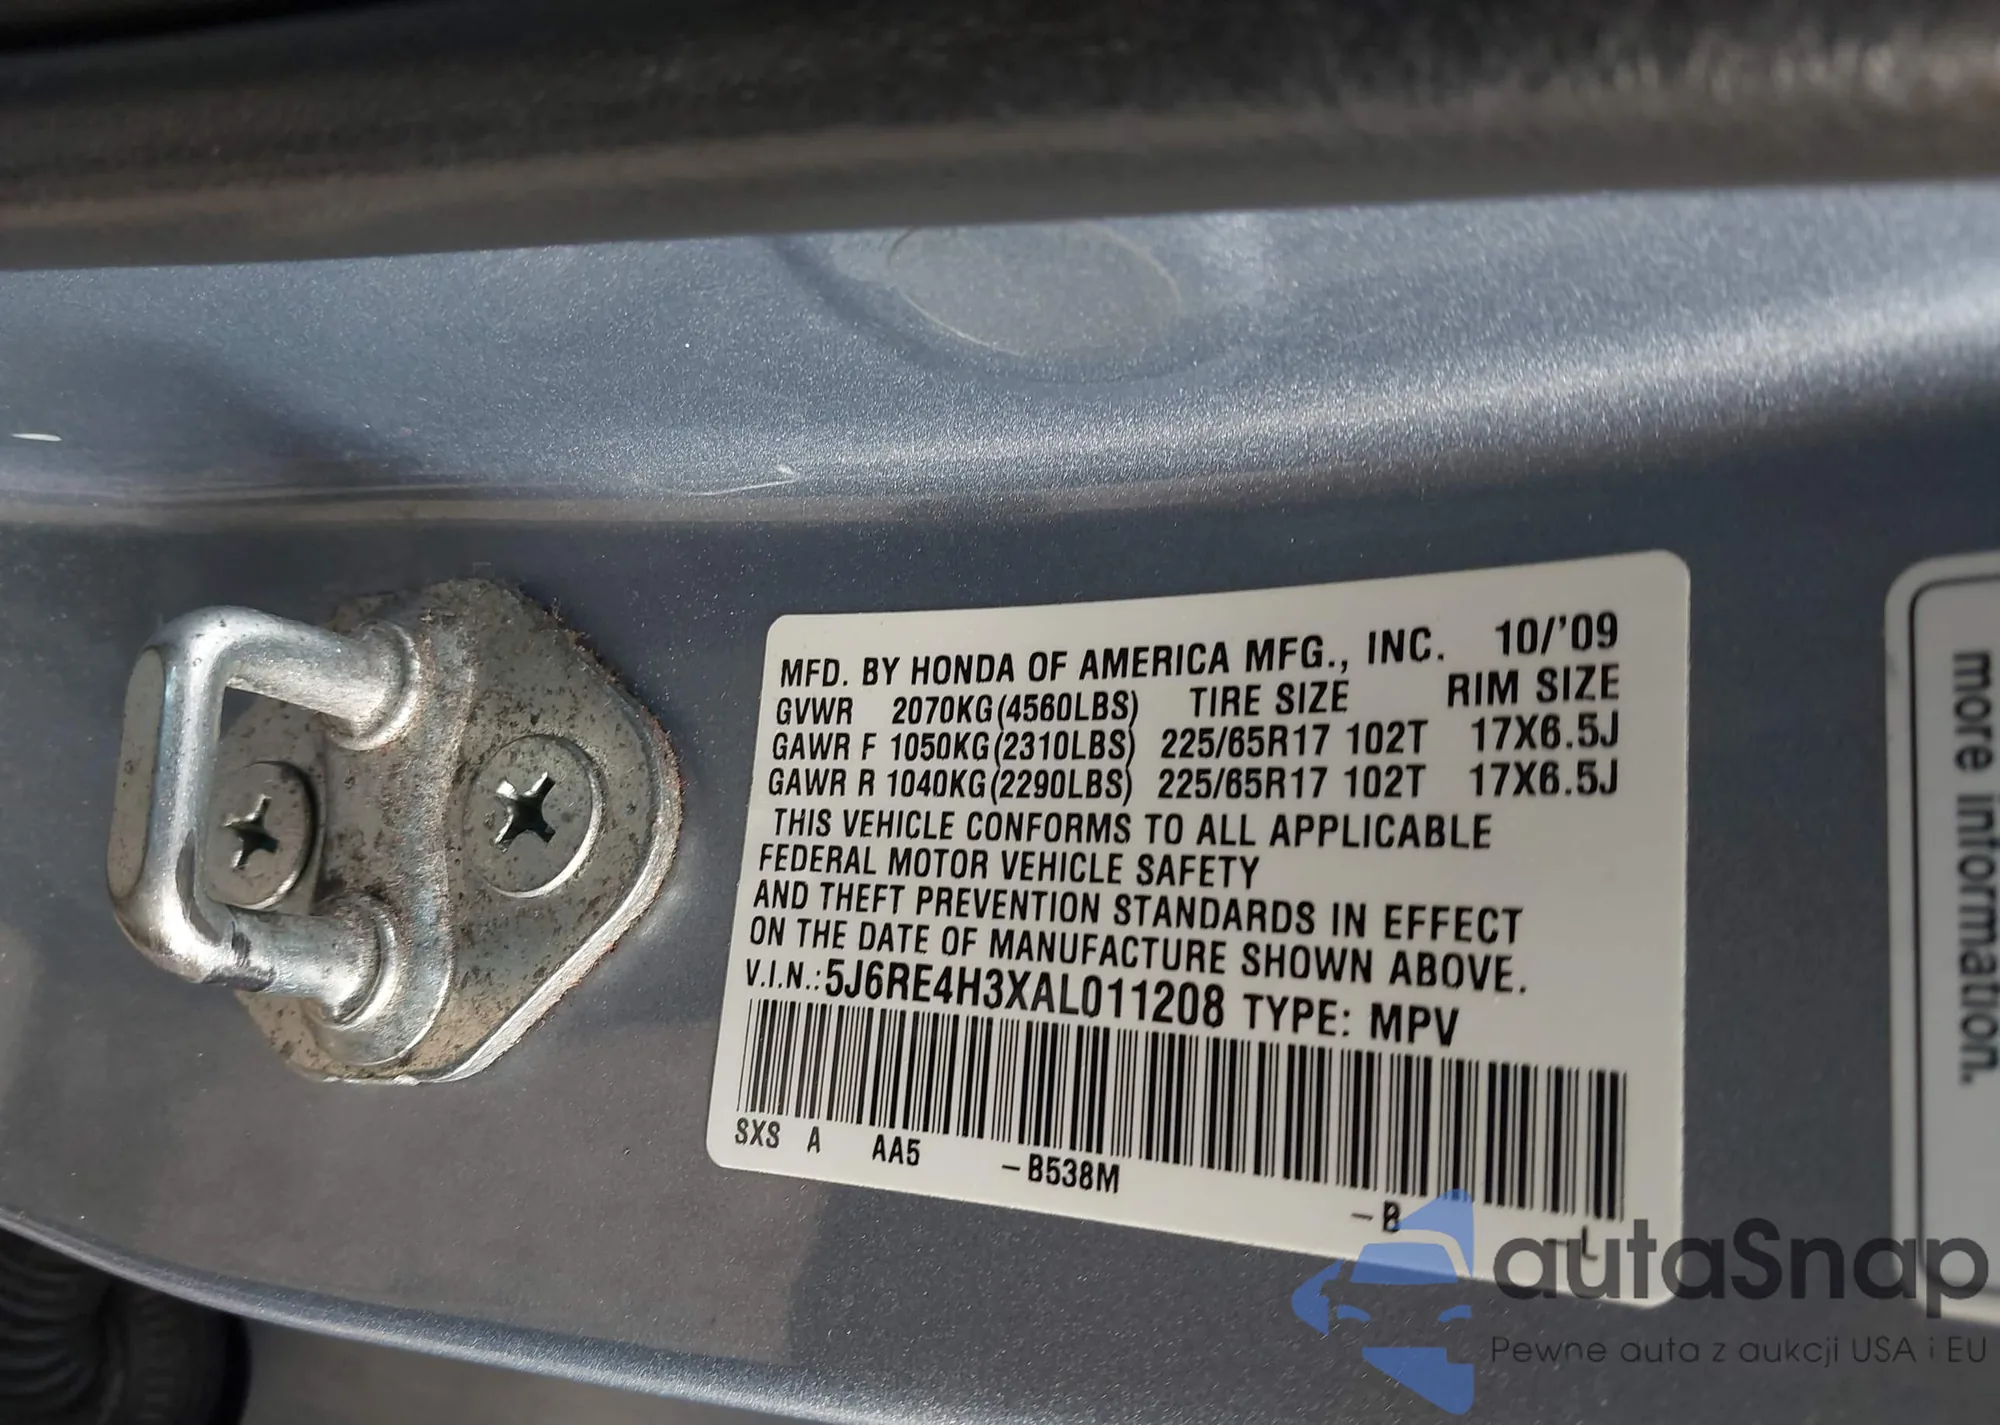 MFD. BY HONDA OF AMERICA MFG., INC. 10/'09
GVWR 2070KG(4560LBS) TIRE SIZE RIM SIZE
GAWR F 1050KG(2310LBS) 225/65R17 102T 17X6.5J
GAWR R 1040KG(2290LBS) 225/65R17 102T 17X6.5J
THIS VEHICLE CONFORMS TO ALL APPLICABLE
FEDERAL MOTOR VEHICLE SAFETY
AND THEFT PREVENTION STANDARDS IN EFFECT
ON THE DATE OF MANUFACTURE SHOWN ABOVE.
V.I.N.: 5J6RE4H3XAL011208 TYPE: MPV
SXS A AA5 -B538M -B -L
more information.
autaSnap
Pewne auta z aukcji USA i EU